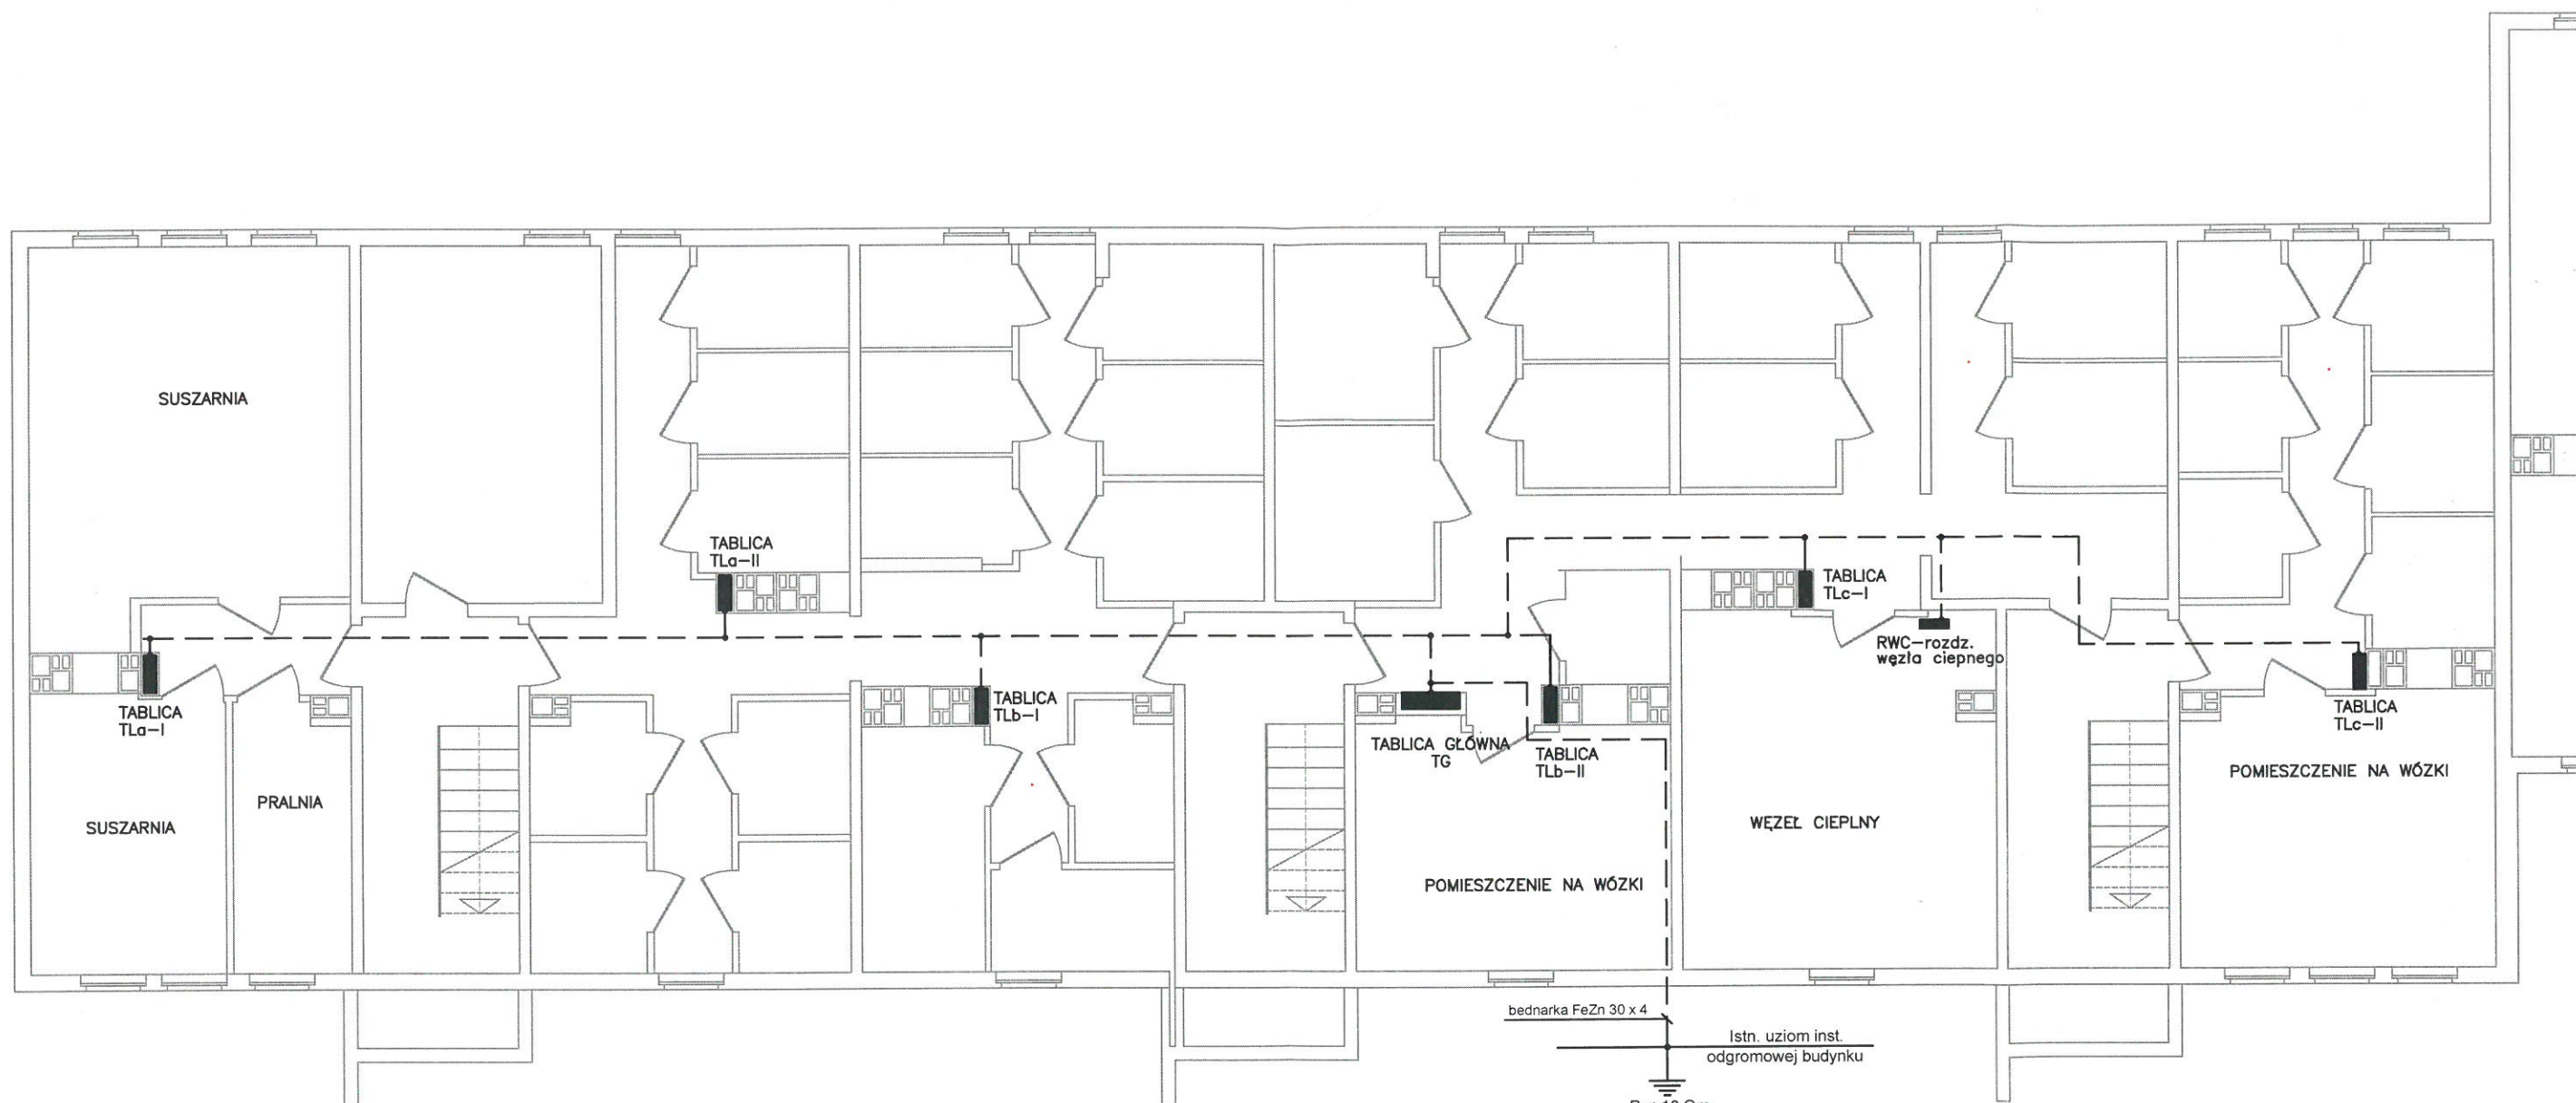 SUSZARNIA
TABLICA
TLa-II
TABLICA
TLc-I
RWC-rozdz.
węzła ciepnego
TABLICA
TLa-I
TABLICA
TLb-I
TABLICA GŁÓWNA
TG
TABLICA
TLb-II
TABLICA
TLc-II
POMIESZCZENIE NA WÓZKI
PRALNIA
SUSZARNIA
WĘZEŁ CIEPLNY
POMIESZCZENIE NA WÓZKI
bednarka FeZn 30 x 4
Istn. uziom inst.
odgromowej budynku